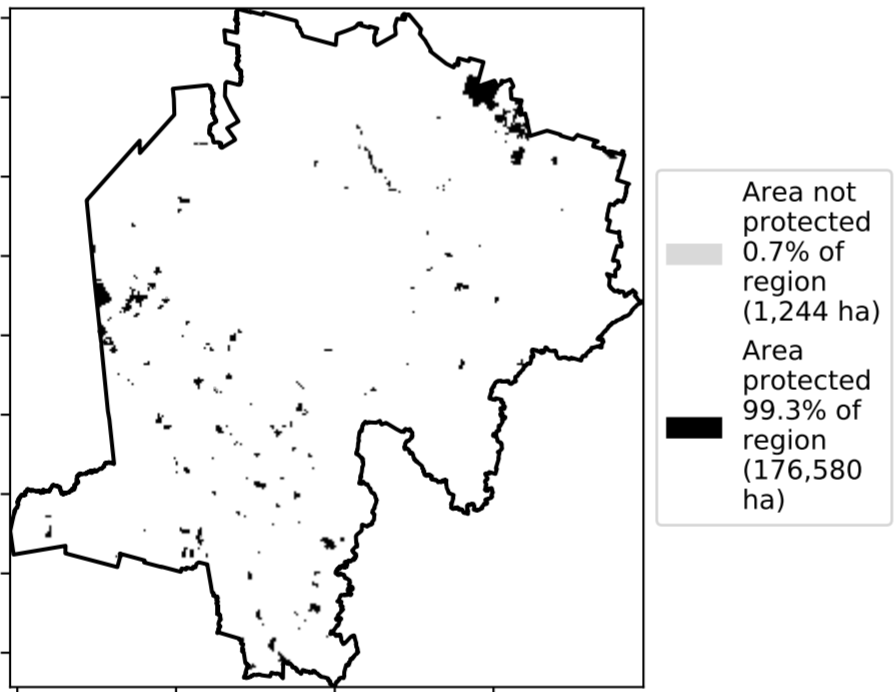 Area not
protected
0.7% of
region
(1,244 ha)
Area
protected
99.3% of
region
(176,580
ha)